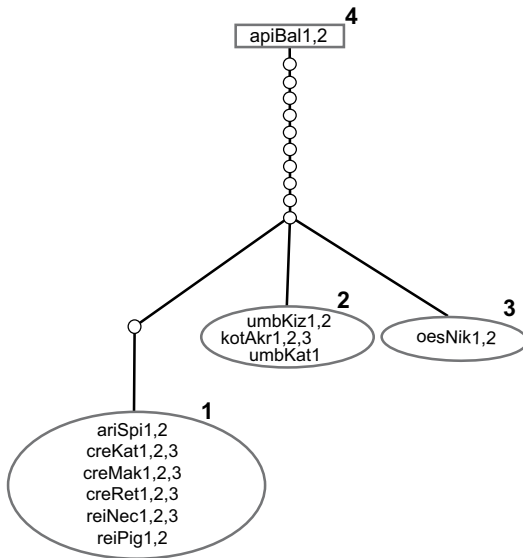 4
apiBal1,2
2
umbKiz1,2
kotAkr1,2,3
umbKat1
3
oesNik1,2
1
ariSpi1,2
creKat1,2,3
creMak1,2,3
creRet1,2,3
reiNec1,2,3
reiPig1,2